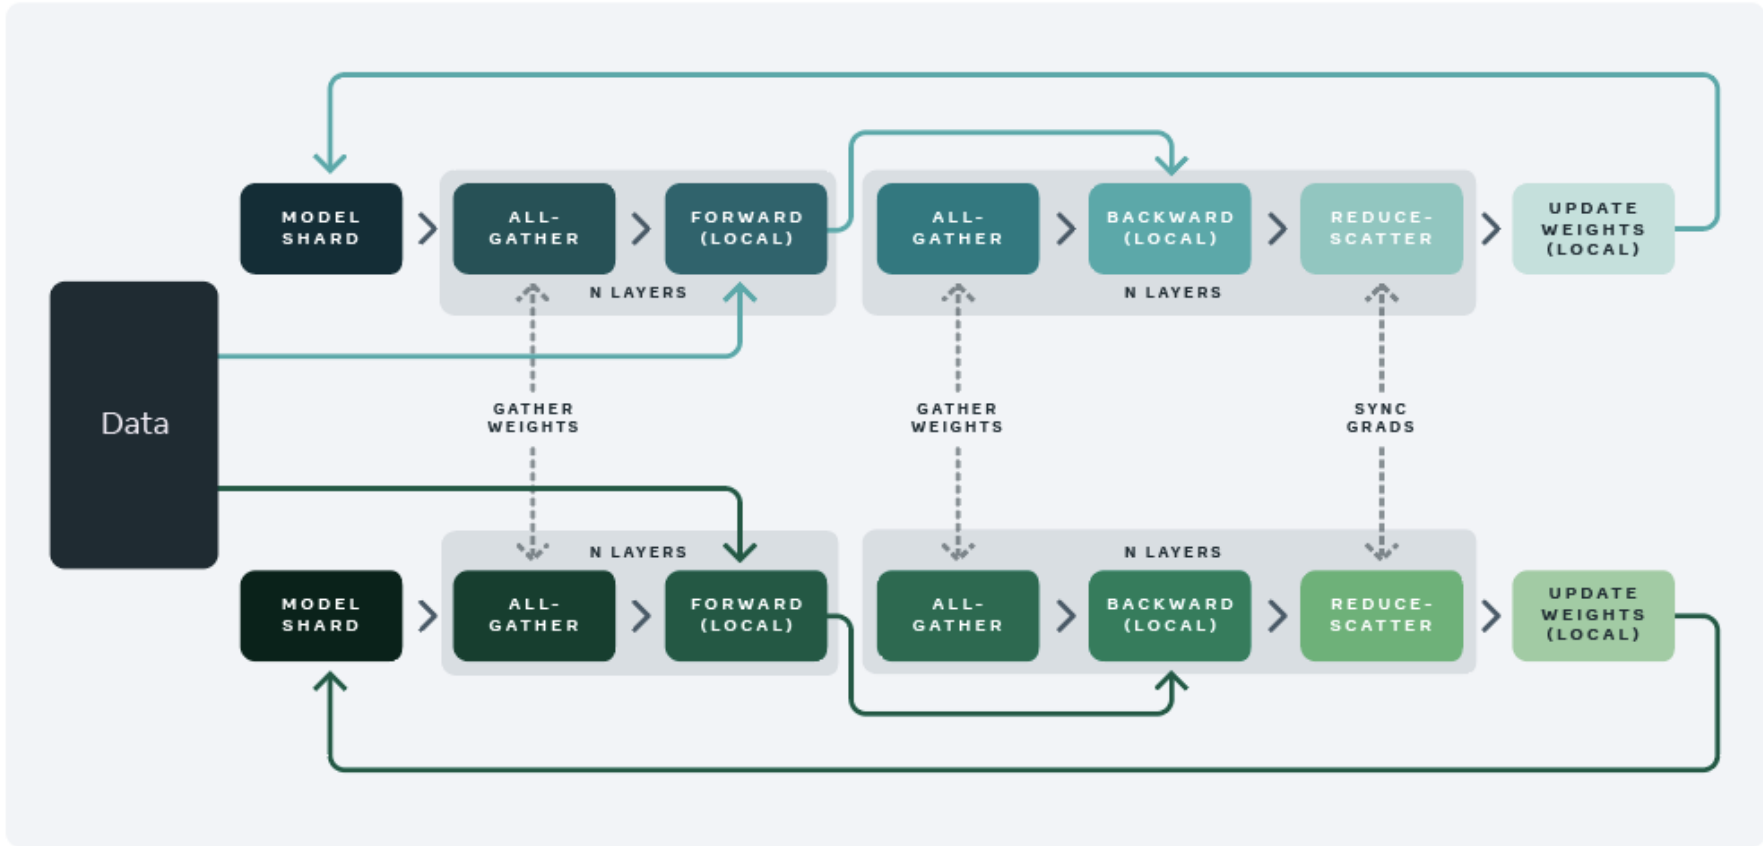 MODEL
SHARD
ALL-
GATHER
FORWARD
(LOCAL)
N LAYERS
ALL-
GATHER
BACKWARD
(LOCAL)
REDUCE-
SCATTER
N LAYERS
UPDATE
WEIGHTS
(LOCAL)
Data
GATHER
WEIGHTS
GATHER
WEIGHTS
SYNC
GRADS
MODEL
SHARD
N LAYERS
ALL-
GATHER
FORWARD
(LOCAL)
N LAYERS
ALL-
GATHER
BACKWARD
(LOCAL)
REDUCE-
SCATTER
UPDATE
WEIGHTS
(LOCAL)